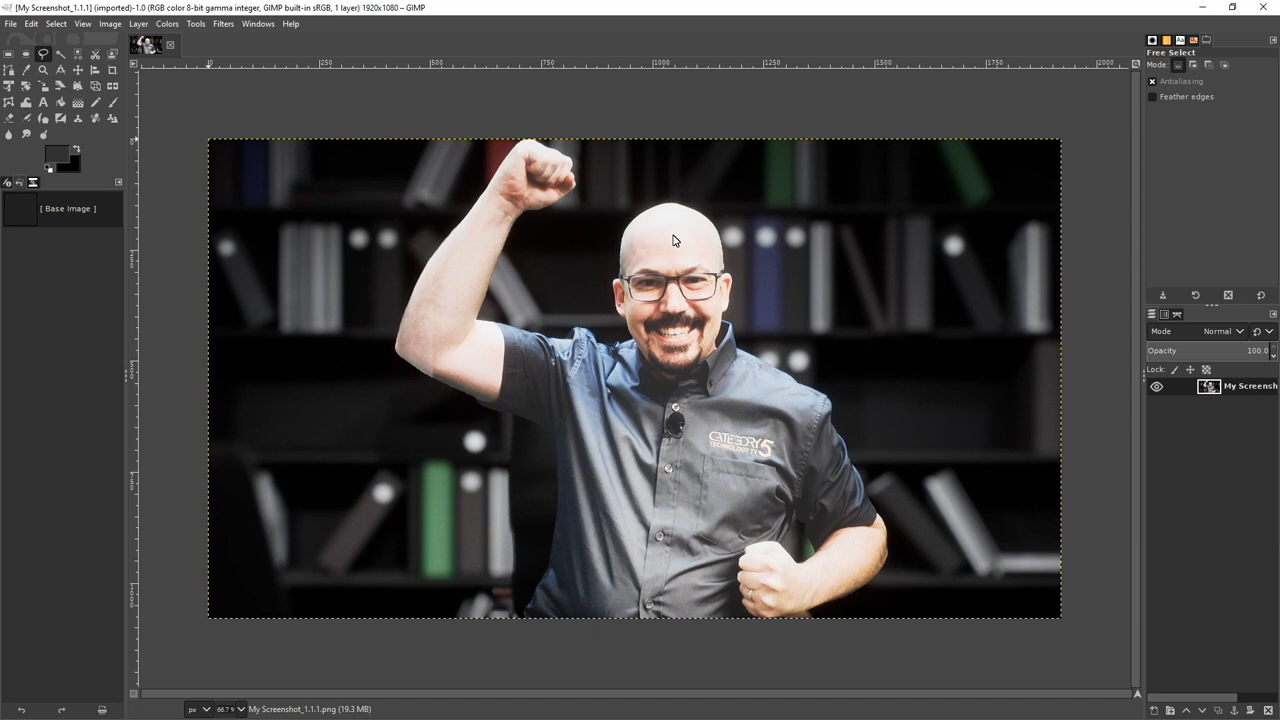 [My Screenshot_1.1.1] (imported)-1.0 (RGB color 8-bit gamma integer, GIMP built-in sRGB, 1 layer) 1920x1080 – GIMP
File Edit Select View Image Layer Colors Tools Filters Windows Help
Free Select
Mode:
Antialiasing
Feather edges
0 250 500 750 1000 1250 1500 1750 2000
[ Base Image ]
Mode Normal
Opacity 100.0
Lock:
My Screensh
CATEGORY 5
TECHNOLOGY TV
px 66.7 % My Screenshot_1.1.1.png (19.3 MB)